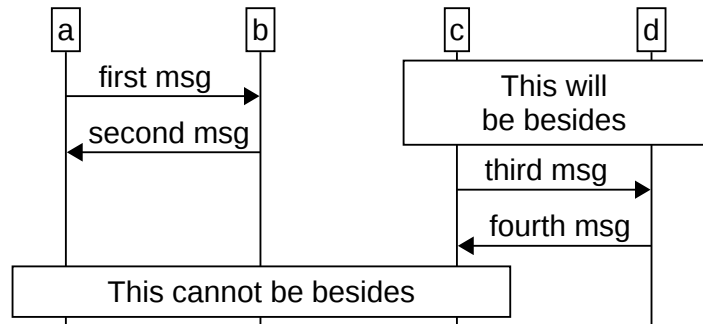 a
b
c
d
first msg
This will
be besides
second msg
third msg
fourth msg
This cannot be besides